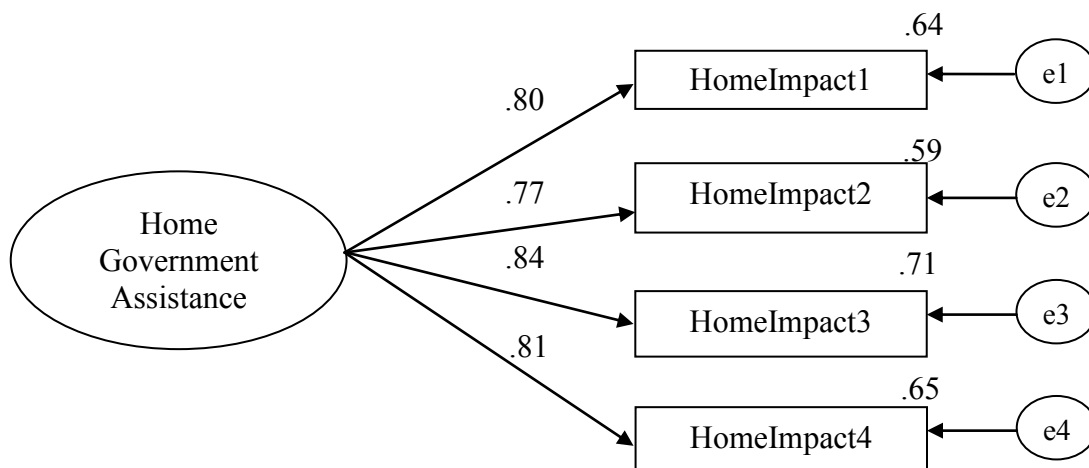 .64
HomeImpact1
e1
.80
.59
HomeImpact2
e2
.77
Home
Government
Assistance
.84
.71
HomeImpact3
e3
.81
.65
HomeImpact4
e4